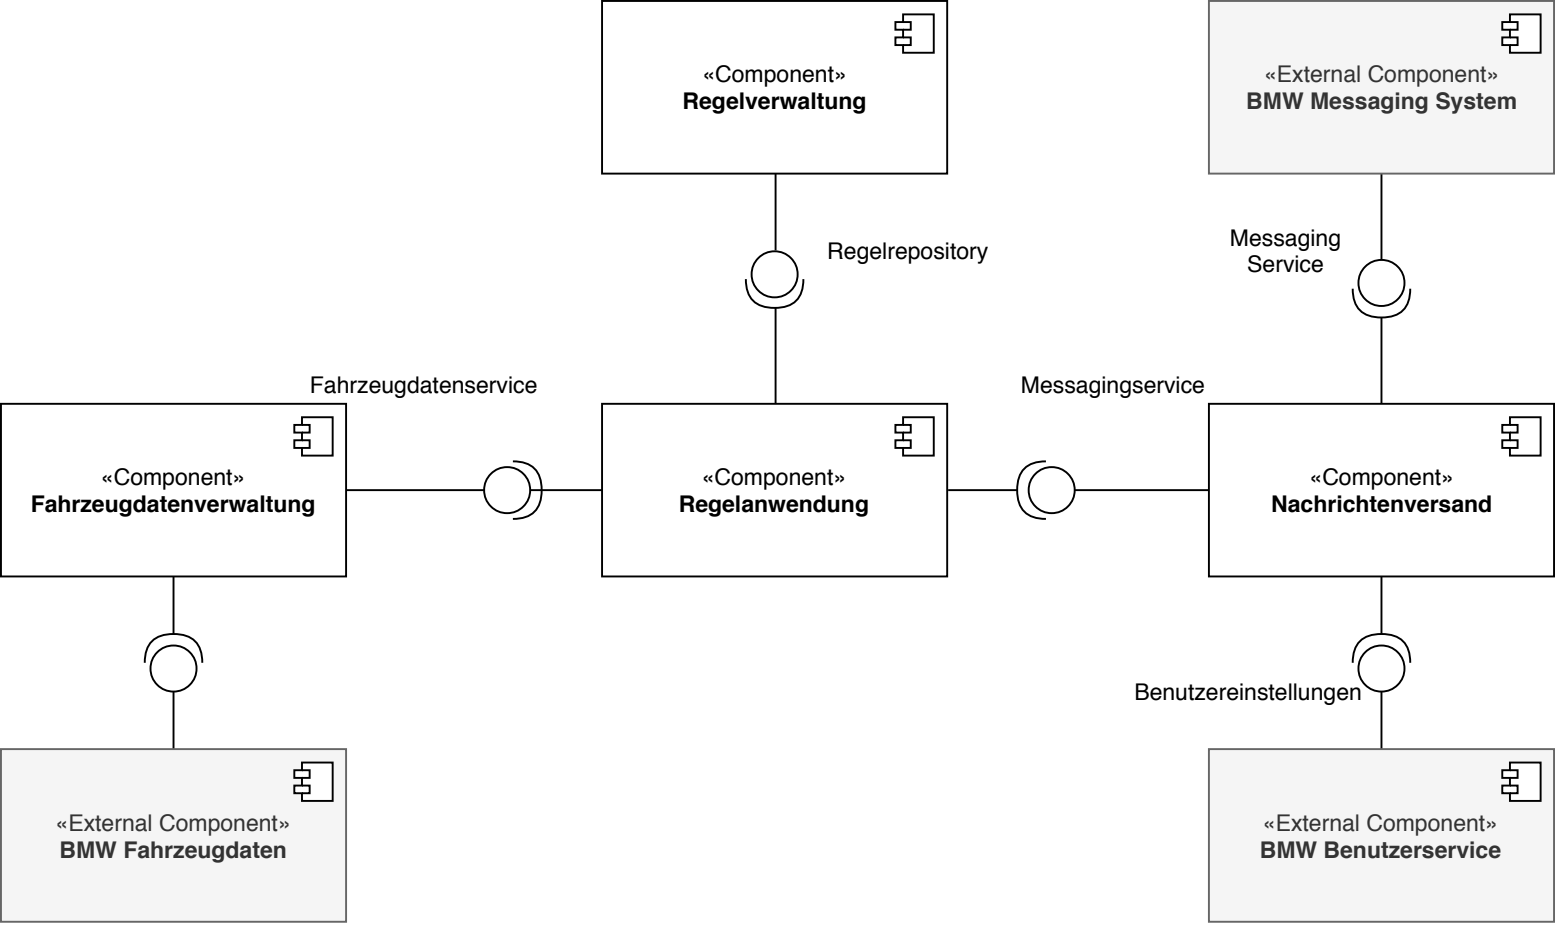 «Component»
Regelverwaltung
«External Component»
BMW Messaging System
Regelrepository
Messaging
Service
Fahrzeugdatenservice
Messagingservice
«Component»
Fahrzeugdatenverwaltung
«Component»
Regelanwendung
«Component»
Nachrichtenversand
Benutzereinstellungen
«External Component»
BMW Fahrzeugdaten
«External Component»
BMW Benutzerservice